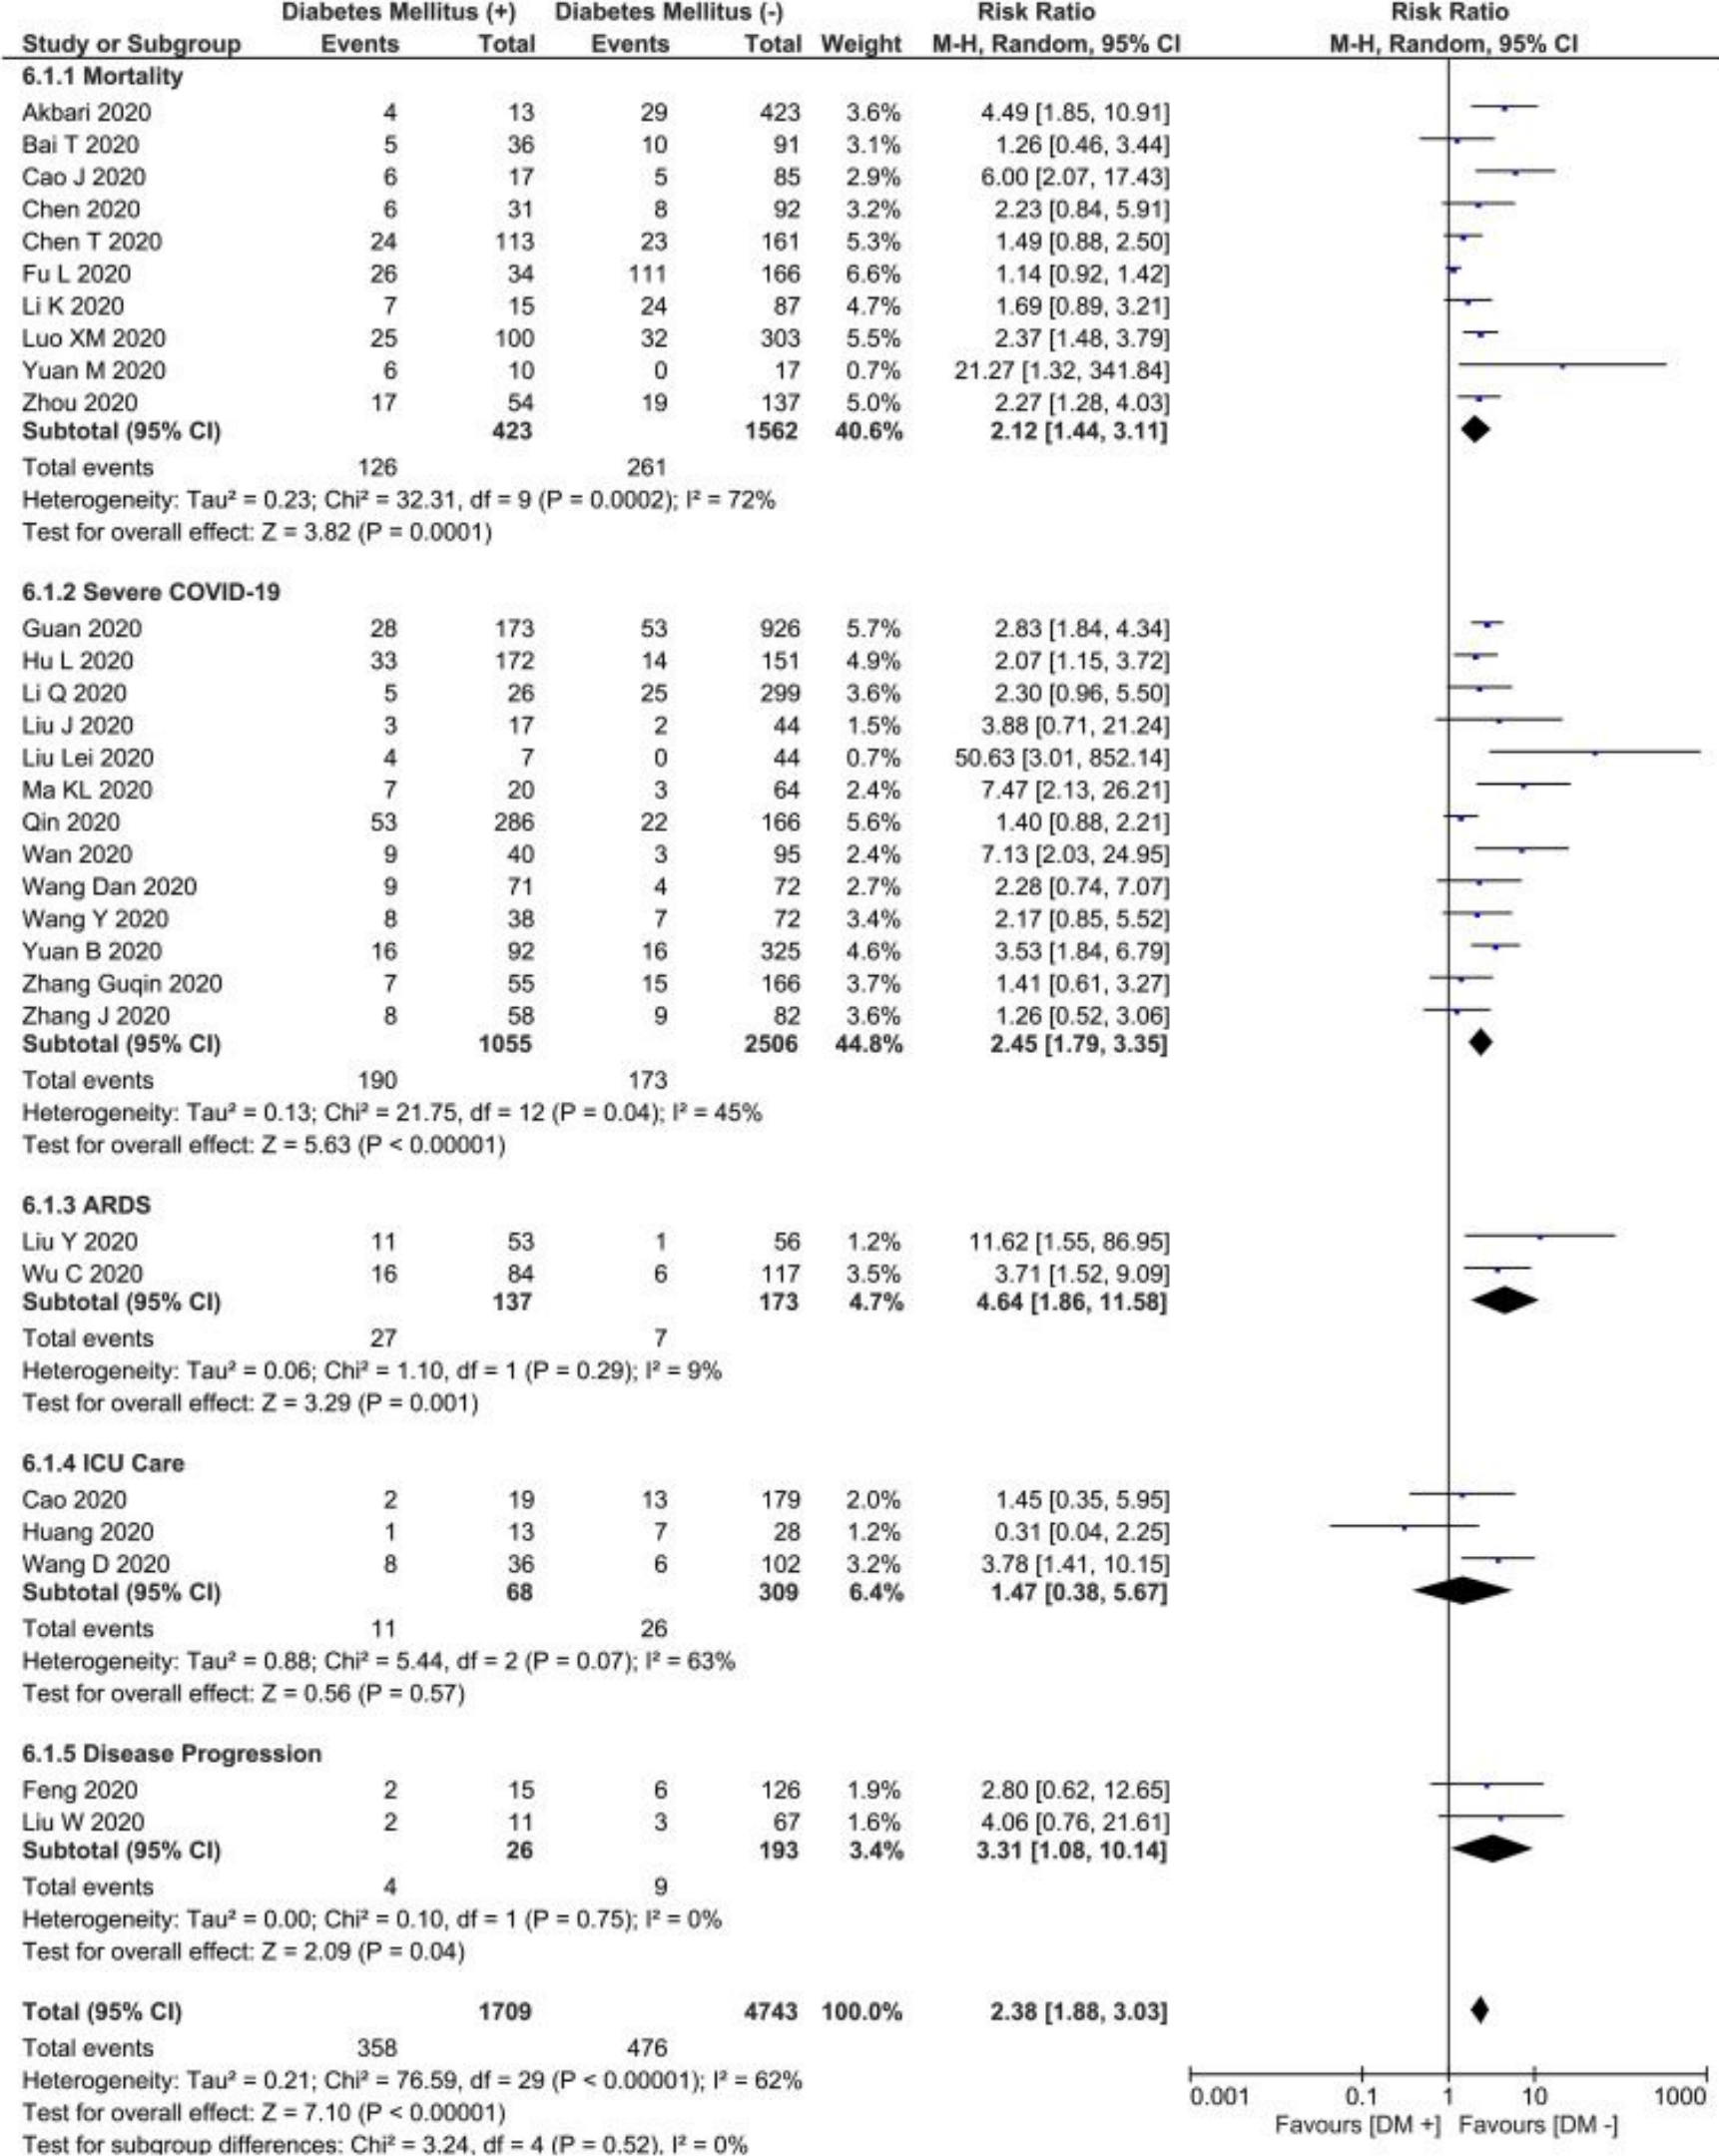 Diabetes Mellitus (+) Diabetes Mellitus (-) Risk Ratio Risk Ratio
Study or Subgroup Events Total Events Total Weight M-H, Random, 95% CI M-H, Random, 95% CI
6.1.1 Mortality
Akbari 2020 4 13 29 423 3.6% 4.49 [1.85, 10.91]
Bai T 2020 5 36 10 91 3.1% 1.26 [0.46, 3.44]
Cao J 2020 6 17 5 85 2.9% 6.00 [2.07, 17.43]
Chen 2020 6 31 8 92 3.2% 2.23 [0.84, 5.91]
Chen T 2020 24 113 23 161 5.3% 1.49 [0.88, 2.50]
Fu L 2020 26 34 111 166 6.6% 1.14 [0.92, 1.42]
Li K 2020 7 15 24 87 4.7% 1.69 [0.89, 3.21]
Luo XM 2020 25 100 32 303 5.5% 2.37 [1.48, 3.79]
Yuan M 2020 6 10 0 17 0.7% 21.27 [1.32, 341.84]
Zhou 2020 17 54 19 137 5.0% 2.27 [1.28, 4.03]
Subtotal (95% CI) 423 1562 40.6% 2.12 [1.44, 3.11]
Total events 126 261
Heterogeneity: Tau² = 0.23; Chi² = 32.31, df = 9 (P = 0.0002); I² = 72%
Test for overall effect: Z = 3.82 (P = 0.0001)
6.1.2 Severe COVID-19
Guan 2020 28 173 53 926 5.7% 2.83 [1.84, 4.34]
Hu L 2020 33 172 14 151 4.9% 2.07 [1.15, 3.72]
Li Q 2020 5 26 25 299 3.6% 2.30 [0.96, 5.50]
Liu J 2020 3 17 2 44 1.5% 3.88 [0.71, 21.24]
Liu Lei 2020 4 7 0 44 0.7% 50.63 [3.01, 852.14]
Ma KL 2020 7 20 3 64 2.4% 7.47 [2.13, 26.21]
Qin 2020 53 286 22 166 5.6% 1.40 [0.88, 2.21]
Wan 2020 9 40 3 95 2.4% 7.13 [2.03, 24.95]
Wang Dan 2020 9 71 4 72 2.7% 2.28 [0.74, 7.07]
Wang Y 2020 8 38 7 72 3.4% 2.17 [0.85, 5.52]
Yuan B 2020 16 92 16 325 4.6% 3.53 [1.84, 6.79]
Zhang Guqin 2020 7 55 15 166 3.7% 1.41 [0.61, 3.27]
Zhang J 2020 8 58 9 82 3.6% 1.26 [0.52, 3.06]
Subtotal (95% CI) 1055 2506 44.8% 2.45 [1.79, 3.35]
Total events 190 173
Heterogeneity: Tau² = 0.13; Chi² = 21.75, df = 12 (P = 0.04); I² = 45%
Test for overall effect: Z = 5.63 (P < 0.00001)
6.1.3 ARDS
Liu Y 2020 11 53 1 56 1.2% 11.62 [1.55, 86.95]
Wu C 2020 16 84 6 117 3.5% 3.71 [1.52, 9.09]
Subtotal (95% CI) 137 173 4.7% 4.64 [1.86, 11.58]
Total events 27 7
Heterogeneity: Tau² = 0.06; Chi² = 1.10, df = 1 (P = 0.29); I² = 9%
Test for overall effect: Z = 3.29 (P = 0.001)
6.1.4 ICU Care
Cao 2020 2 19 13 179 2.0% 1.45 [0.35, 5.95]
Huang 2020 1 13 7 28 1.2% 0.31 [0.04, 2.25]
Wang D 2020 8 36 6 102 3.2% 3.78 [1.41, 10.15]
Subtotal (95% CI) 68 309 6.4% 1.47 [0.38, 5.67]
Total events 11 26
Heterogeneity: Tau² = 0.88; Chi² = 5.44, df = 2 (P = 0.07); I² = 63%
Test for overall effect: Z = 0.56 (P = 0.57)
6.1.5 Disease Progression
Feng 2020 2 15 6 126 1.9% 2.80 [0.62, 12.65]
Liu W 2020 2 11 3 67 1.6% 4.06 [0.76, 21.61]
Subtotal (95% CI) 26 193 3.4% 3.31 [1.08, 10.14]
Total events 4 9
Heterogeneity: Tau² = 0.00; Chi² = 0.10, df = 1 (P = 0.75); I² = 0%
Test for overall effect: Z = 2.09 (P = 0.04)
Total (95% CI) 1709 4743 100.0% 2.38 [1.88, 3.03]
Total events 358 476
Heterogeneity: Tau² = 0.21; Chi² = 76.59, df = 29 (P < 0.00001); I² = 62%
Test for overall effect: Z = 7.10 (P < 0.00001)
Test for subgroup differences: Chi² = 3.24, df = 4 (P = 0.52), I² = 0%
0.001 0.1 1 10 1000
Favours [DM +] Favours [DM -]